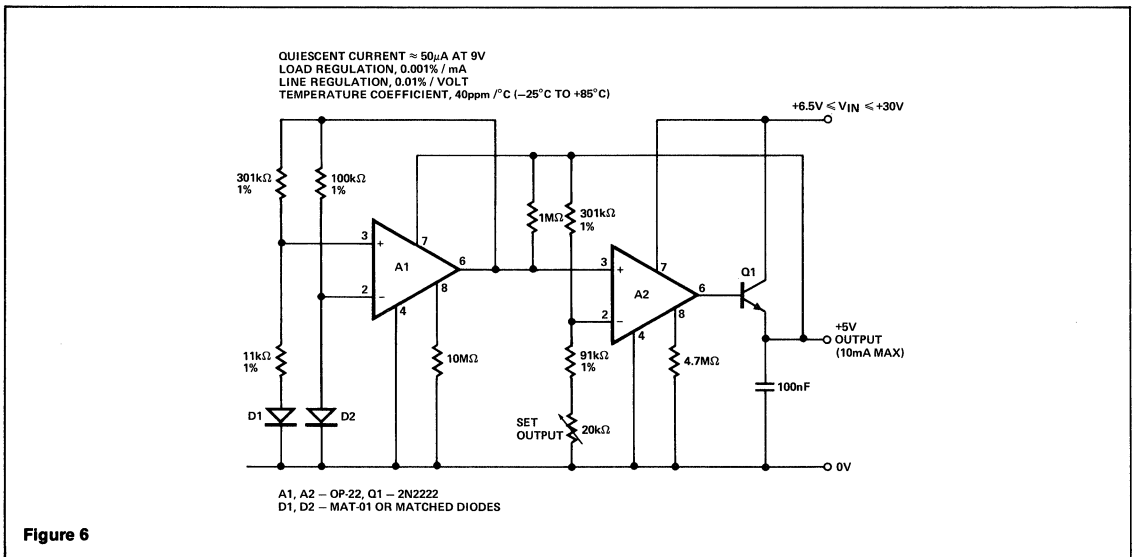 QUIESCENT CURRENT ≈ 50μA AT 9V
LOAD REGULATION, 0.001% / mA
LINE REGULATION, 0.01% / VOLT
TEMPERATURE COEFFICIENT, 40ppm /°C (–25°C TO +85°C)
+6.5V ≤ VIN ≤ +30V
301kΩ
1%
100kΩ
1%
1MΩ
301kΩ
1%
3
+
7
A1
6
2
–
8
4
3
+
7
A2
6
2
–
8
4
Q1
+5V
OUTPUT
(10mA MAX)
11kΩ
1%
10MΩ
91kΩ
1%
4.7MΩ
100nF
D1
D2
SET
OUTPUT
20kΩ
0V
A1, A2 – OP-22, Q1 – 2N2222
D1, D2 – MAT-01 OR MATCHED DIODES
Figure 6